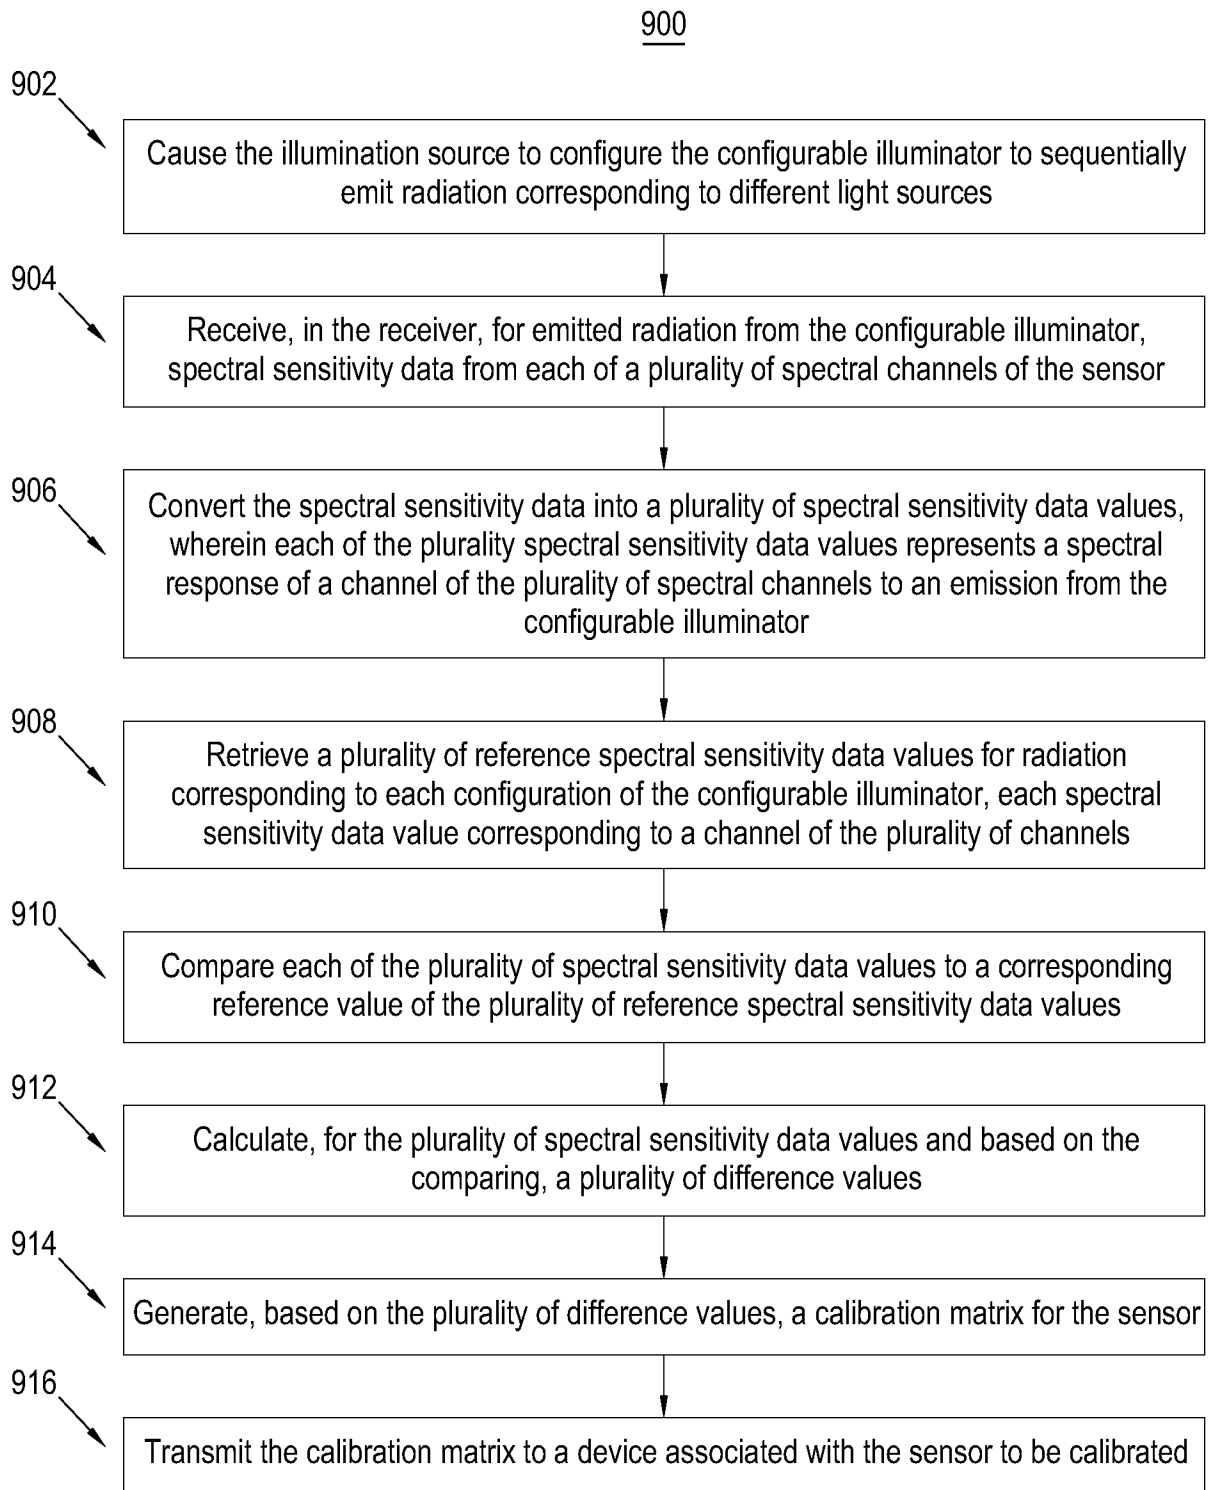 900
902
Cause the illumination source to configure the configurable illuminator to sequentially
emit radiation corresponding to different light sources
904
Receive, in the receiver, for emitted radiation from the configurable illuminator,
spectral sensitivity data from each of a plurality of spectral channels of the sensor
906
Convert the spectral sensitivity data into a plurality of spectral sensitivity data values,
wherein each of the plurality spectral sensitivity data values represents a spectral
response of a channel of the plurality of spectral channels to an emission from the
configurable illuminator
908
Retrieve a plurality of reference spectral sensitivity data values for radiation
corresponding to each configuration of the configurable illuminator, each spectral
sensitivity data value corresponding to a channel of the plurality of channels
910
Compare each of the plurality of spectral sensitivity data values to a corresponding
reference value of the plurality of reference spectral sensitivity data values
912
Calculate, for the plurality of spectral sensitivity data values and based on the
comparing, a plurality of difference values
914
Generate, based on the plurality of difference values, a calibration matrix for the sensor
916
Transmit the calibration matrix to a device associated with the sensor to be calibrated